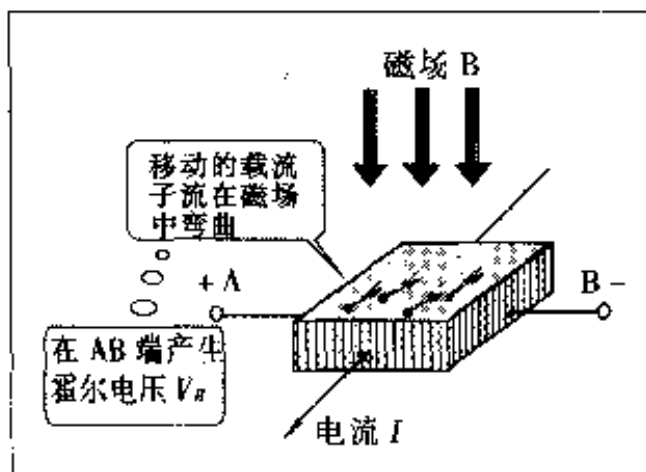 磁场 B
移动的载流
子流在磁场
中弯曲
+ A
B −
在 AB 端产生
霍尔电压 V_H
电流 I